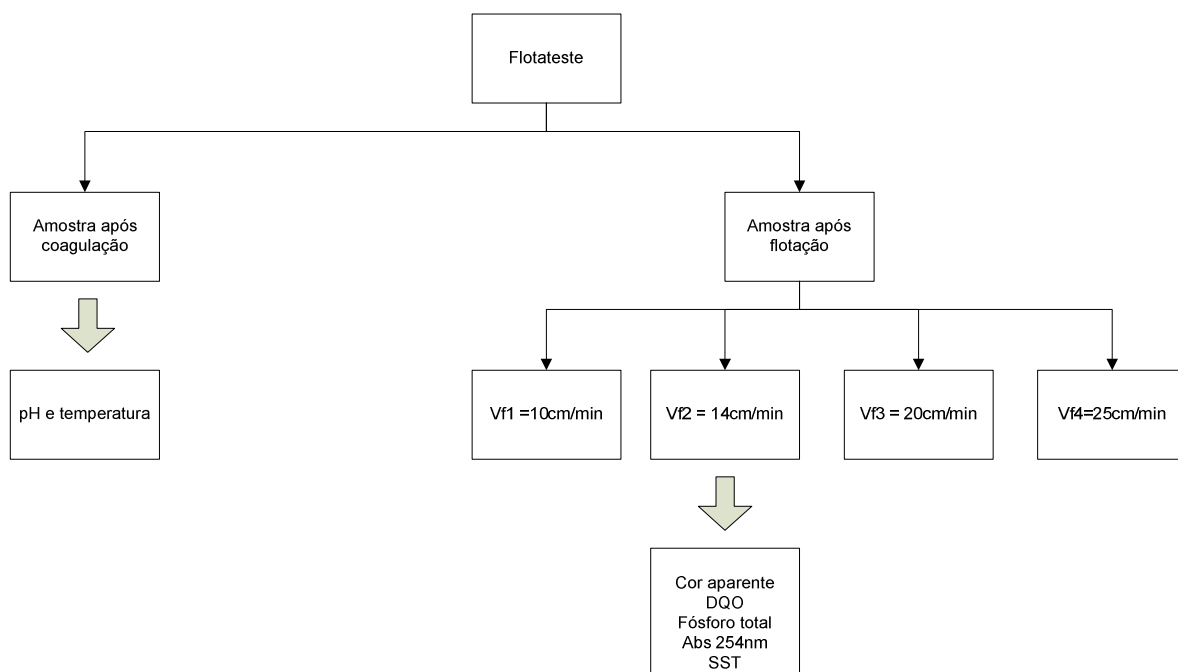 Flotateste
Amostra após
coagulação
Amostra após
flotação
pH e temperatura
Vf1 =10cm/min
Vf2 = 14cm/min
Vf3 = 20cm/min
Vf4=25cm/min
Cor aparente
DQO
Fósforo total
Abs 254nm
SST